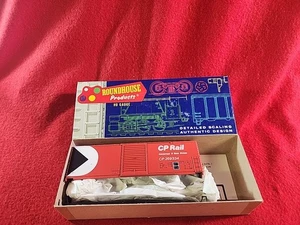 ROUNDHOUSE
Products
HO GAUGE
DETAILED SCALING
AUTHENTIC DESIGN
CP Rail